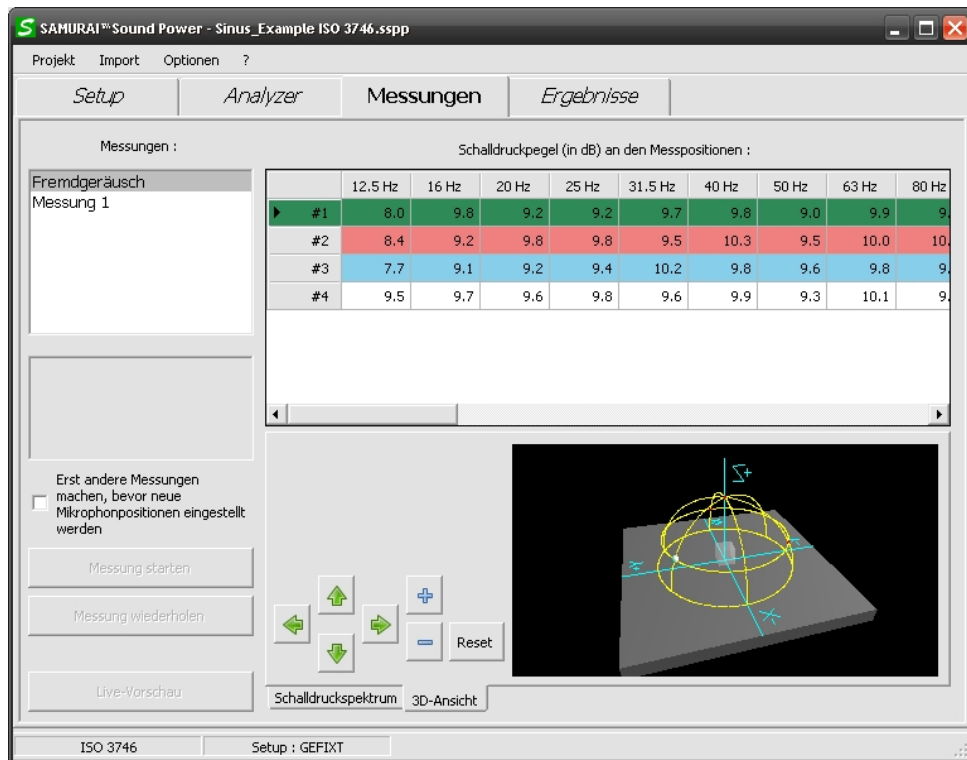 SAMURAI™Sound Power - Sinus_Example ISO 3746.sspp
Projekt Import Optionen ?
Setup Analyzer Messungen Ergebnisse
Messungen :
Fremdgeräusch
Messung 1
Schalldruckpegel (in dB) an den Messpositionen :
12.5 Hz 16 Hz 20 Hz 25 Hz 31.5 Hz 40 Hz 50 Hz 63 Hz 80 Hz
#1 8.0 9.8 9.2 9.2 9.7 9.8 9.0 9.9 9.
#2 8.4 9.2 9.8 9.8 9.5 10.3 9.5 10.0 10.
#3 7.7 9.1 9.2 9.4 10.2 9.8 9.6 9.8 9.
#4 9.5 9.7 9.6 9.8 9.6 9.9 9.3 10.1 9.
Erst andere Messungen
machen, bevor neue
Mikrophonpositionen eingestellt
werden
Messung starten
Messung wiederholen
Live-Vorschau
Reset
Z+
Schalldruckspektrum 3D-Ansicht
ISO 3746 Setup : GEFIXT